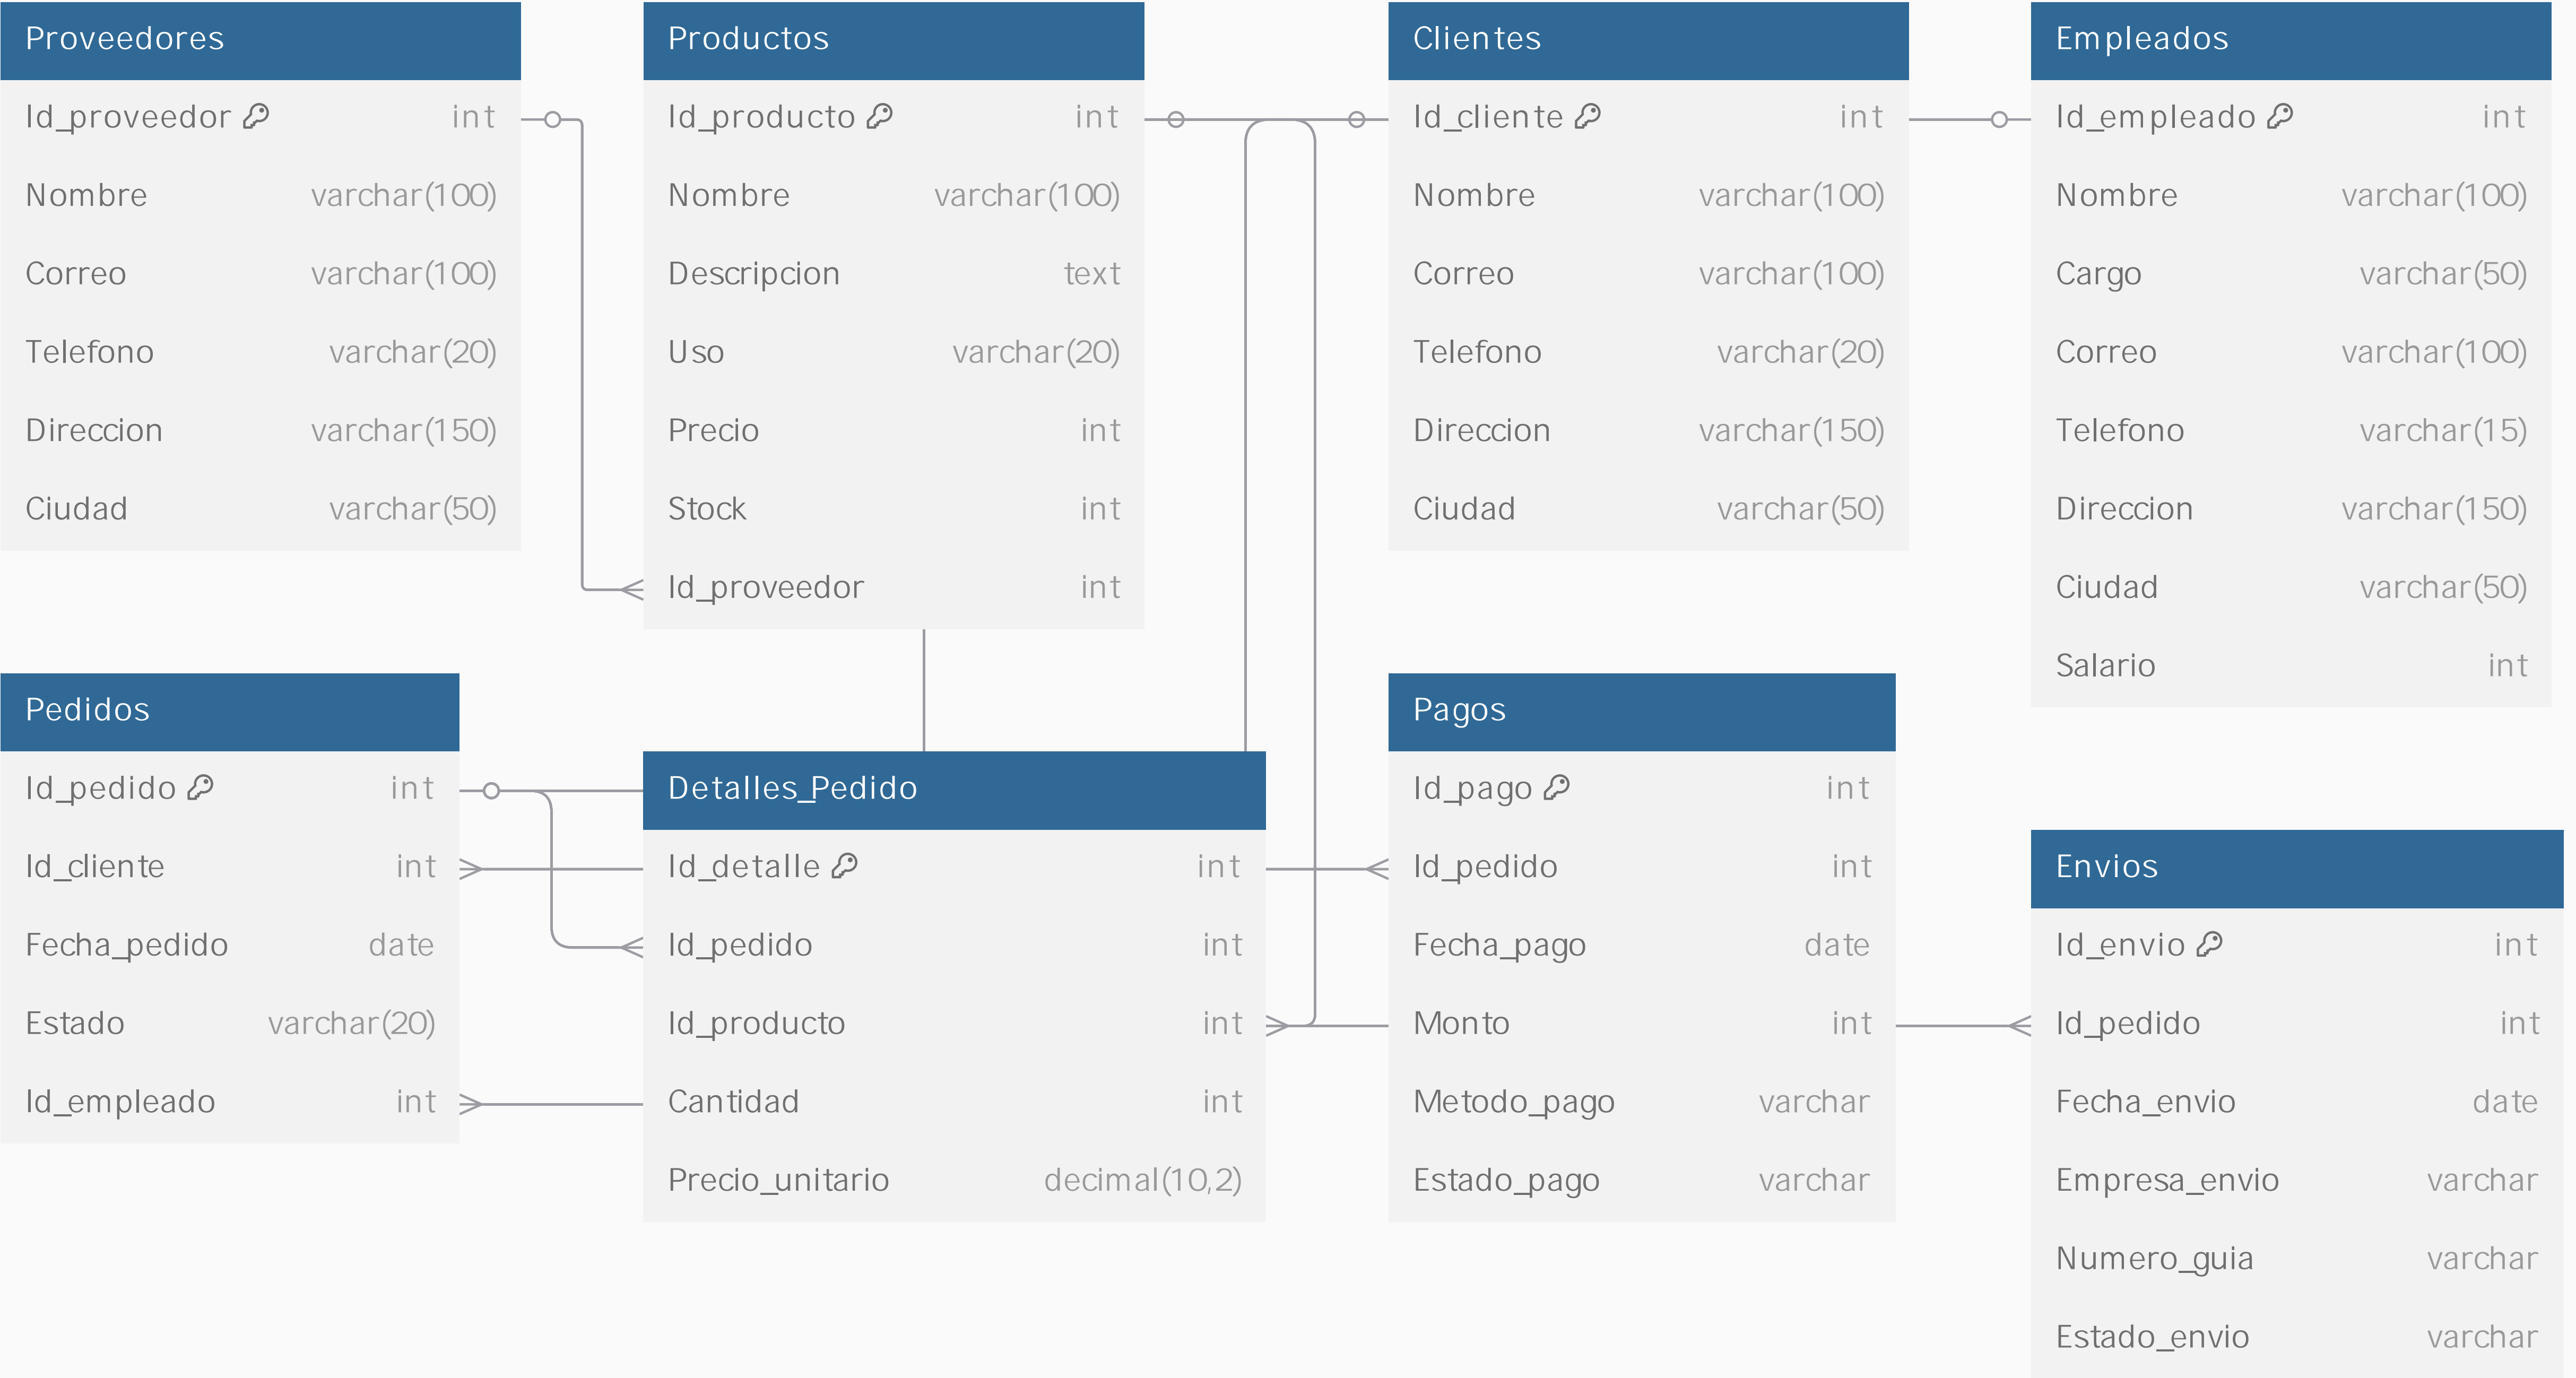 Proveedores
Id_proveedor int
Nombre varchar(100)
Correo varchar(100)
Telefono varchar(20)
Direccion varchar(150)
Ciudad varchar(50)
Productos
Id_producto int
Nombre varchar(100)
Descripcion text
Uso varchar(20)
Precio int
Stock int
Id_proveedor int
Clientes
Id_cliente int
Nombre varchar(100)
Correo varchar(100)
Telefono varchar(20)
Direccion varchar(150)
Ciudad varchar(50)
Empleados
Id_empleado int
Nombre varchar(100)
Cargo varchar(50)
Correo varchar(100)
Telefono varchar(15)
Direccion varchar(150)
Ciudad varchar(50)
Salario int
Pedidos
Id_pedido int
Id_cliente int
Fecha_pedido date
Estado varchar(20)
Id_empleado int
Detalles_Pedido
Id_detalle int
Id_pedido int
Id_producto int
Cantidad int
Precio_unitario decimal(10,2)
Pagos
Id_pago int
Id_pedido int
Fecha_pago date
Monto int
Metodo_pago varchar
Estado_pago varchar
Envios
Id_envio int
Id_pedido int
Fecha_envio date
Empresa_envio varchar
Numero_guia varchar
Estado_envio varchar